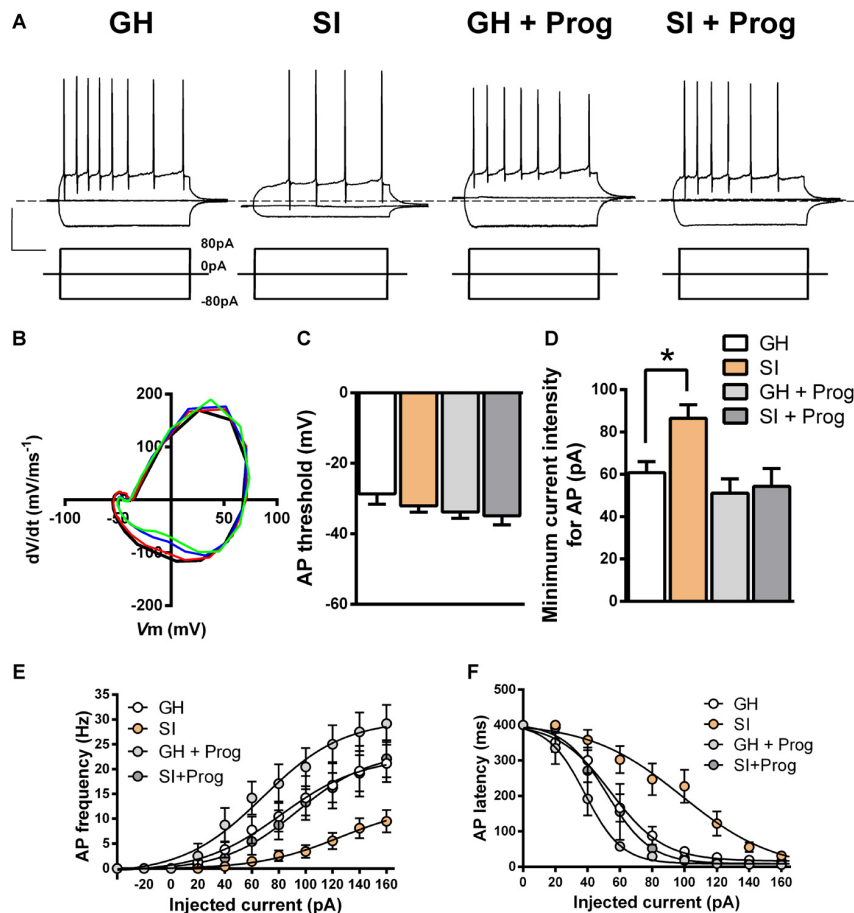 A
GH
SI
GH + Prog
SI + Prog
80pA
0pA
-80pA
B
dV/dt (mV/ms-1)
200
100
-100
-50
50
100
-100
-200
Vm (mV)
C
AP threshold (mV)
0
-20
-40
-60
D
GH
SI
GH + Prog
SI + Prog
*
Minimum current intensity
for AP (pA)
100
80
60
40
20
0
E
AP frequency (Hz)
35
30
25
20
15
10
5
0
GH
SI
GH + Prog
SI+Prog
-20
0
20
40
60
80
100
120
140
160
Injected current (pA)
F
AP latency (ms)
500
400
300
200
100
0
GH
SI
GH + Prog
SI+Prog
0
20
40
60
80
100
120
140
160
Injected current (pA)